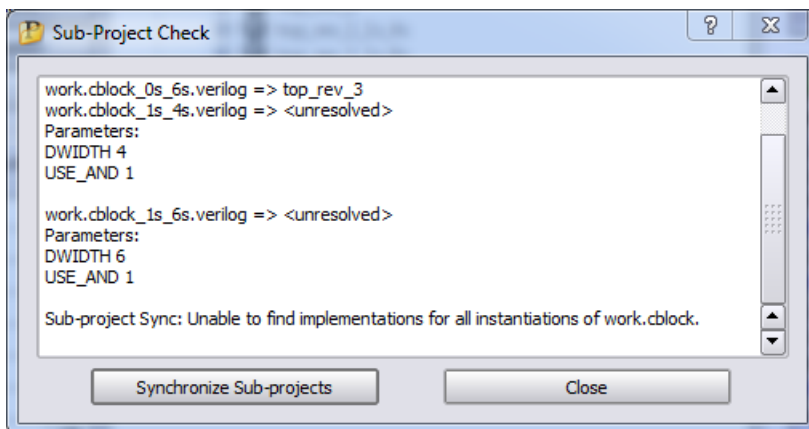 Sub-Project Check
work.cblock_0s_6s.verilog => top_rev_3
work.cblock_1s_4s.verilog => <unresolved>
Parameters:
DWIDTH 4
USE_AND 1
work.cblock_1s_6s.verilog => <unresolved>
Parameters:
DWIDTH 6
USE_AND 1
Sub-project Sync: Unable to find implementations for all instantiations of work.cblock.
Synchronize Sub-projects
Close